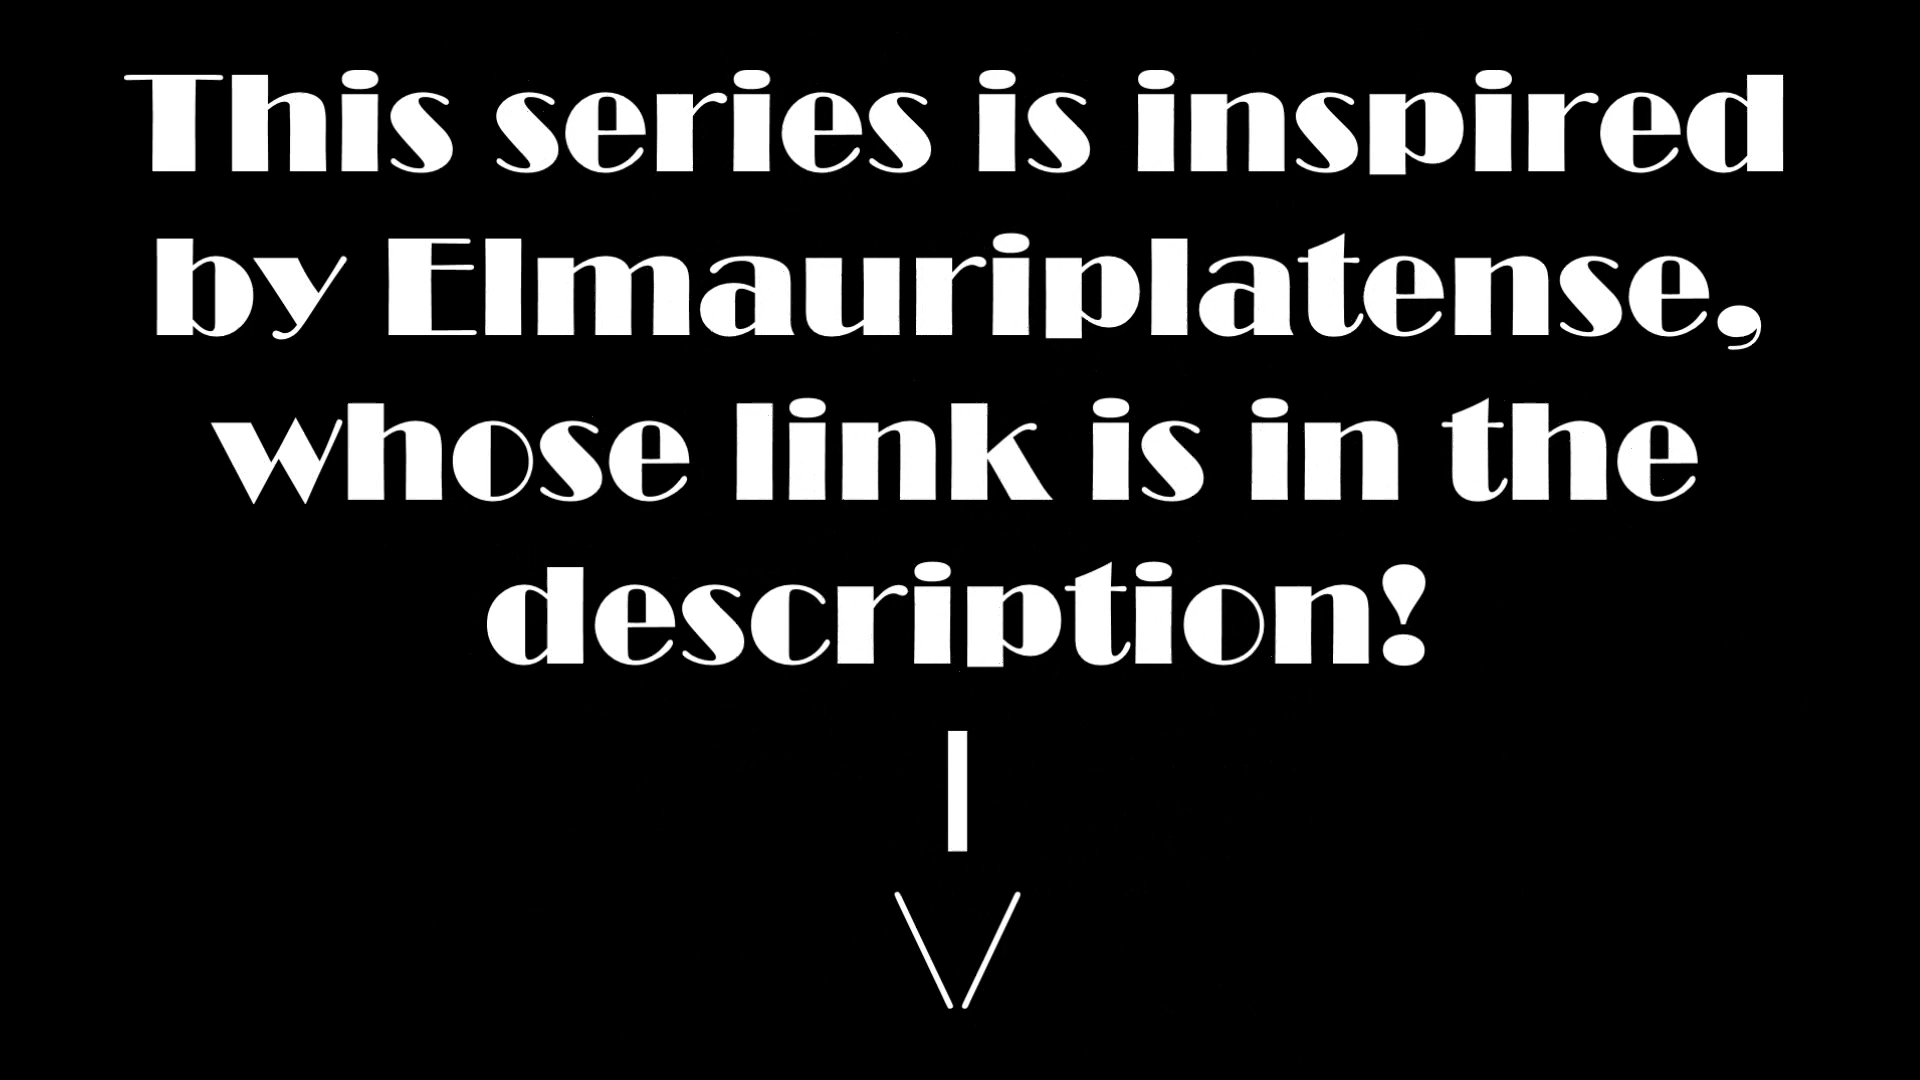 This series is inspired
by Elmauriplatense,
whose link is in the
description!
|
\/